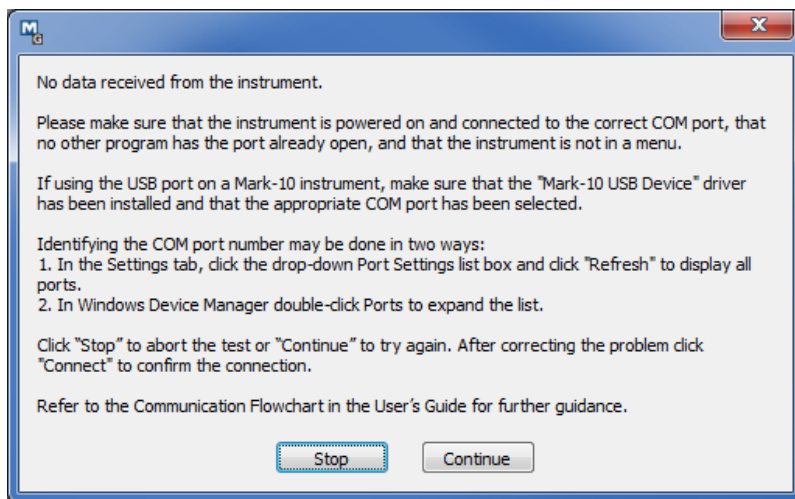 M
G
X
No data received from the instrument.
Please make sure that the instrument is powered on and connected to the correct COM port, that
no other program has the port already open, and that the instrument is not in a menu.
If using the USB port on a Mark-10 instrument, make sure that the "Mark-10 USB Device" driver
has been installed and that the appropriate COM port has been selected.
Identifying the COM port number may be done in two ways:
1. In the Settings tab, click the drop-down Port Settings list box and click "Refresh" to display all
ports.
2. In Windows Device Manager double-click Ports to expand the list.
Click “Stop” to abort the test or “Continue” to try again. After correcting the problem click
"Connect" to confirm the connection.
Refer to the Communication Flowchart in the User’s Guide for further guidance.
Stop Continue